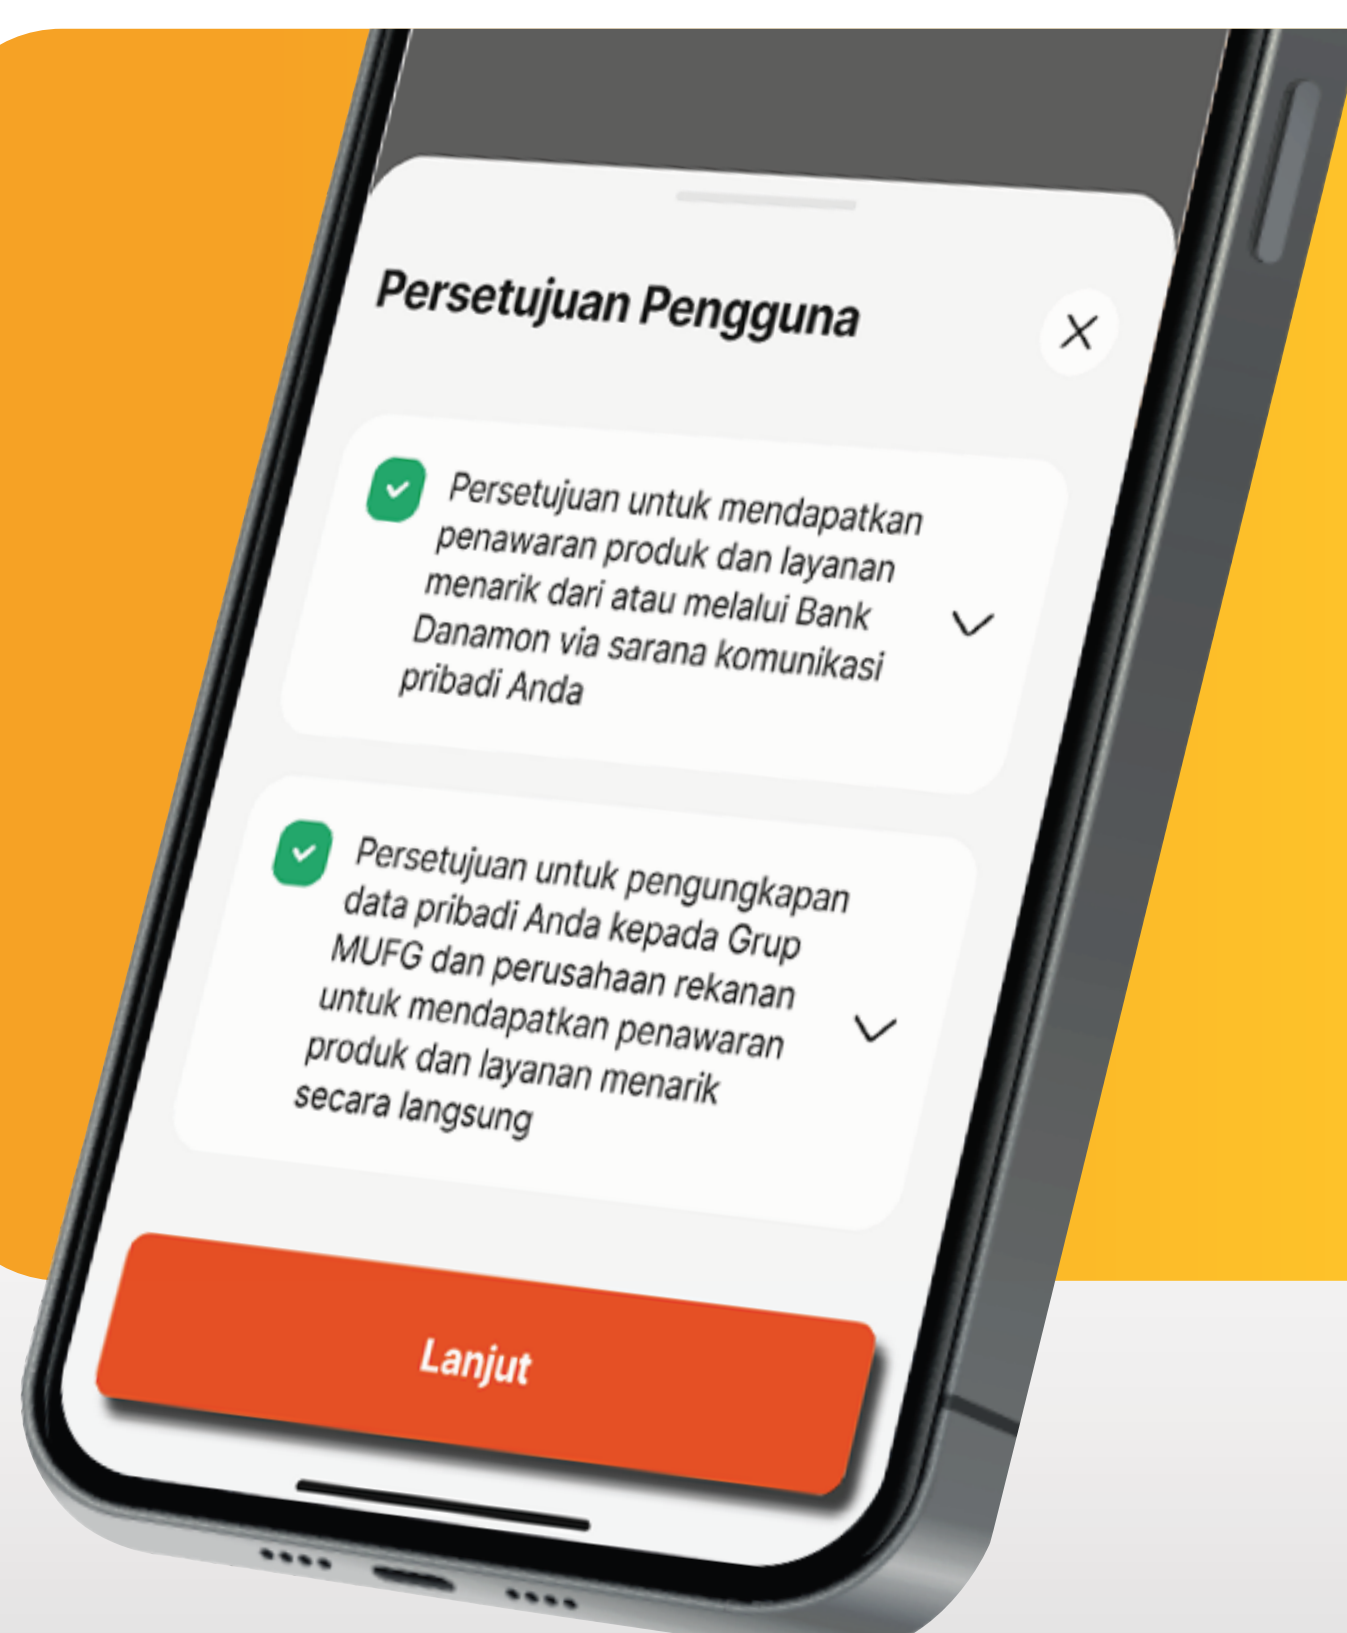 Persetujuan Pengguna
Persetujuan untuk mendapatkan
penawaran produk dan layanan
menarik dari atau melalui Bank
Danamon via sarana komunikasi
pribadi Anda
Persetujuan untuk pengungkapan
data pribadi Anda kepada Grup
MUFG dan perusahaan rekanan
untuk mendapatkan penawaran
produk dan layanan menarik
secara langsung
Lanjut